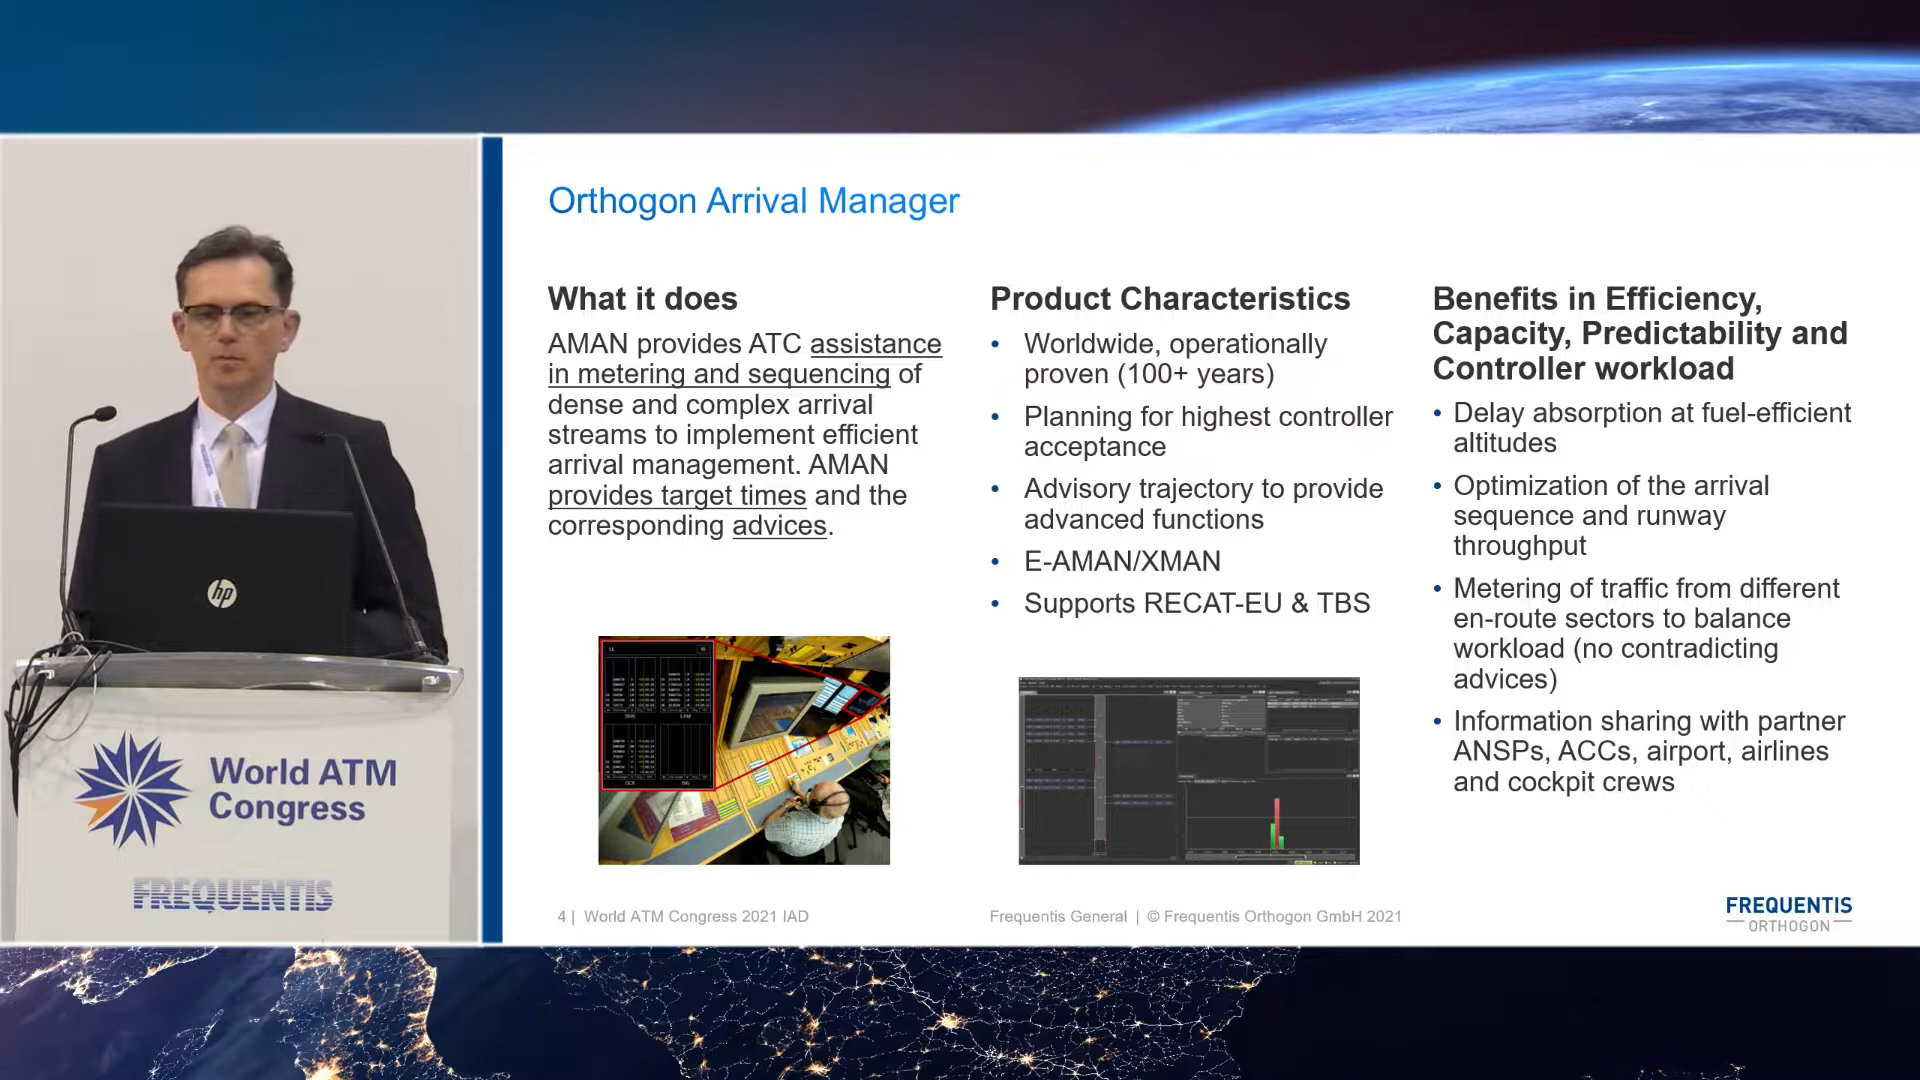 Orthogon Arrival Manager
What it does
AMAN provides ATC assistance
in metering and sequencing of
dense and complex arrival
streams to implement efficient
arrival management. AMAN
provides target times and the
corresponding advices.
Product Characteristics
• Worldwide, operationally
proven (100+ years)
• Planning for highest controller
acceptance
• Advisory trajectory to provide
advanced functions
• E-AMAN/XMAN
• Supports RECAT-EU & TBS
Benefits in Efficiency,
Capacity, Predictability and
Controller workload
• Delay absorption at fuel-efficient
altitudes
• Optimization of the arrival
sequence and runway
throughput
• Metering of traffic from different
en-route sectors to balance
workload (no contradicting
advices)
• Information sharing with partner
ANSPs, ACCs, airport, airlines
and cockpit crews
4 | World ATM Congress 2021 IAD
Frequentis General | © Frequentis Orthogon GmbH 2021
FREQUENTIS
ORTHOGON
hp
World ATM
Congress
FREQUENTIS